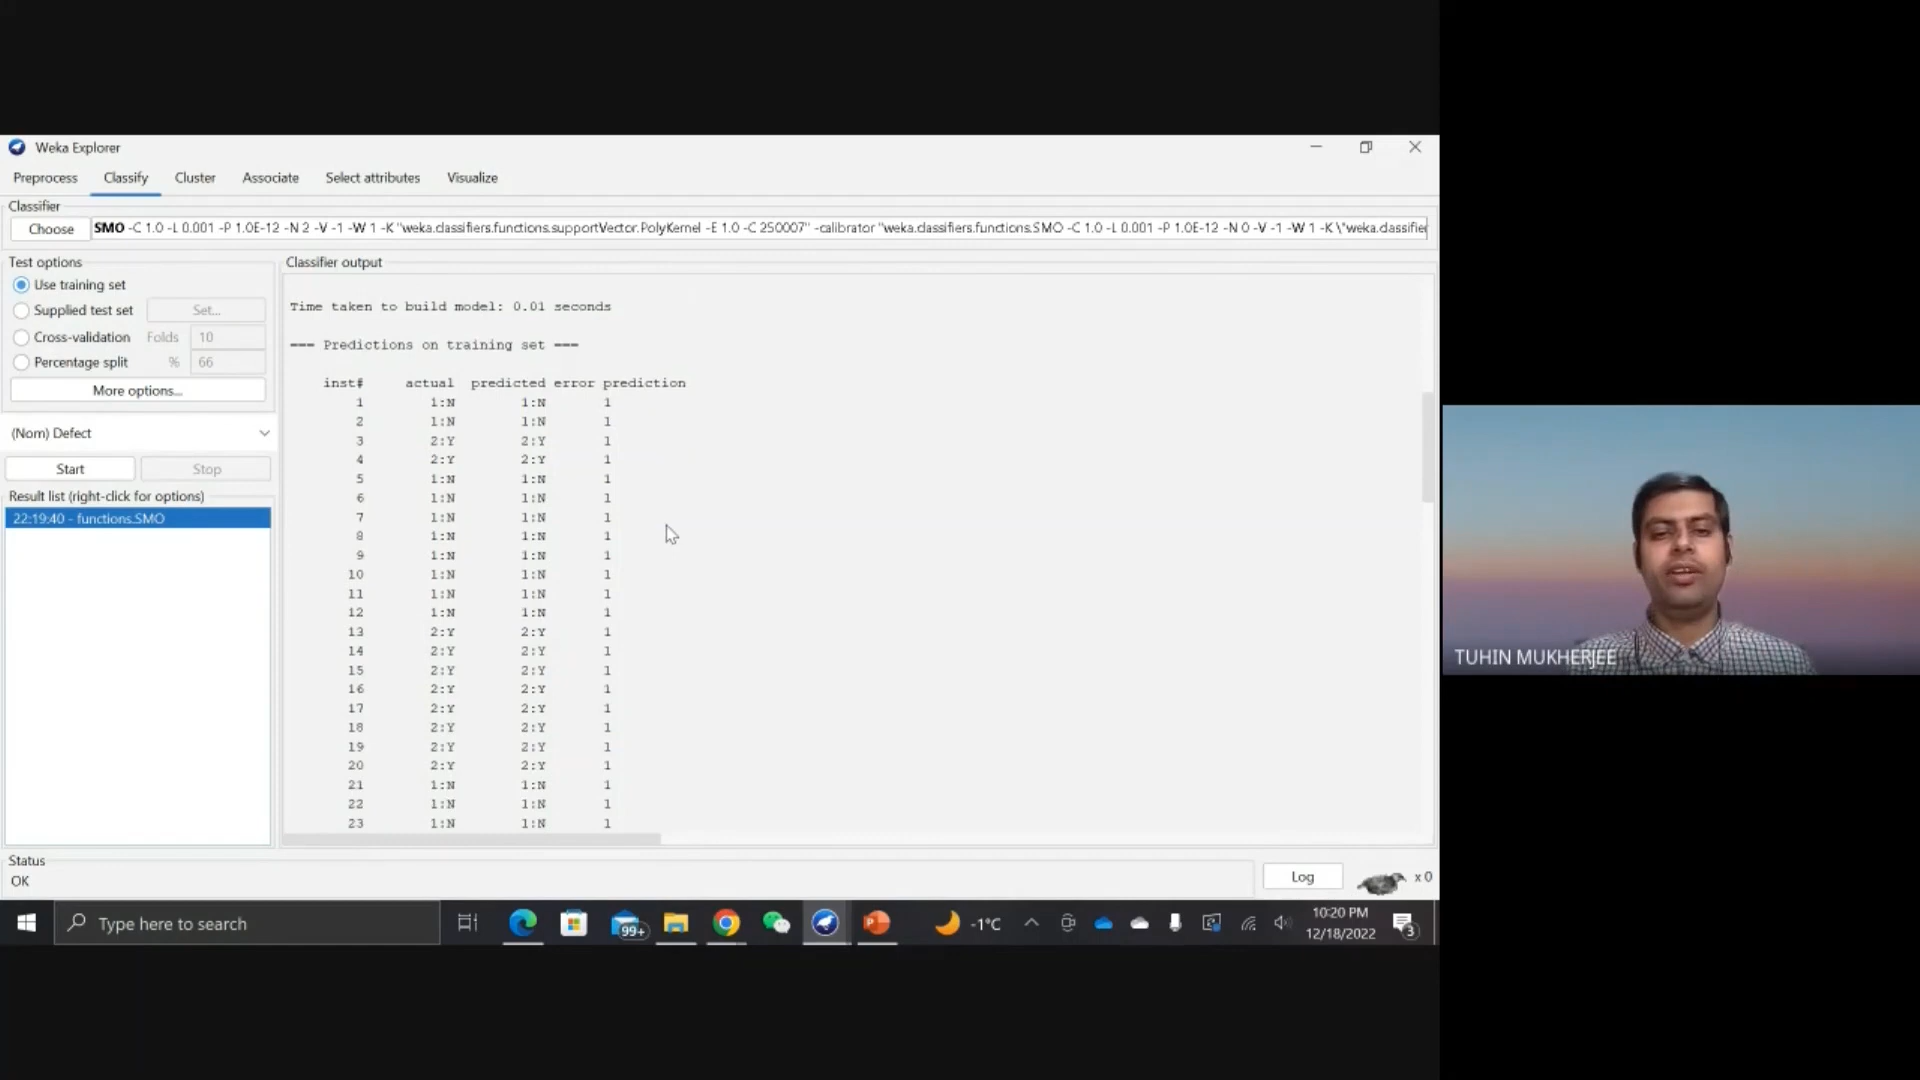 Weka Explorer
Preprocess Classify Cluster Associate Select attributes Visualize
Classifier
Choose SMO -C 1.0 -L 0.001 -P 1.0E-12 -N 2 -V -1 -W 1 -K "weka.classifiers.functions.supportVector.PolyKernel -E 1.0 -C 250007" -calibrator "weka.classifiers.functions.SMO -C 1.0 -L 0.001 -P 1.0E-12 -N 0 -V -1 -W 1 -K \"weka.classifier
Test options
Use training set
Supplied test set Set...
Cross-validation Folds 10
Percentage split % 66
More options...
(Nom) Defect
Start Stop
Result list (right-click for options)
22:19:40 - functions.SMO
Classifier output
Time taken to build model: 0.01 seconds
=== Predictions on training set ===
inst# actual predicted error prediction
1 1:N 1:N 1
2 1:N 1:N 1
3 2:Y 2:Y 1
4 2:Y 2:Y 1
5 1:N 1:N 1
6 1:N 1:N 1
7 1:N 1:N 1
8 1:N 1:N 1
9 1:N 1:N 1
10 1:N 1:N 1
11 1:N 1:N 1
12 1:N 1:N 1
13 2:Y 2:Y 1
14 2:Y 2:Y 1
15 2:Y 2:Y 1
16 2:Y 2:Y 1
17 2:Y 2:Y 1
18 2:Y 2:Y 1
19 2:Y 2:Y 1
20 2:Y 2:Y 1
21 1:N 1:N 1
22 1:N 1:N 1
23 1:N 1:N 1
Status
OK
Log x 0
Type here to search
99+
-1°C
10:20 PM
12/18/2022
3
TUHIN MUKHERJEE